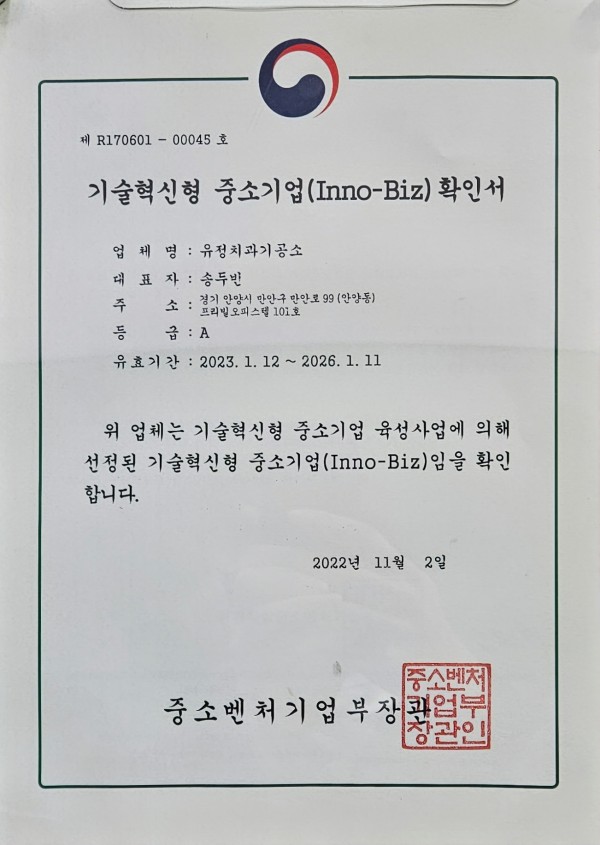 제 R170601 - 00045 호
기술혁신형 중소기업(Inno-Biz) 확인서
업 체 명 : 유정치과기공소
대 표 자 : 송두빈
주 소 : 경기 안양시 만안구 만안로 99 (안양동)
프리빌오피스텔 101호
등 급 : A
유효기간 : 2023. 1. 12 ~ 2026. 1. 11
위 업체는 기술혁신형 중소기업 육성사업에 의해
선정된 기술혁신형 중소기업(Inno-Biz)임을 확인
합니다.
2022년 11월 2일
중소벤처기업부장관
중소벤처
기업부
장관인